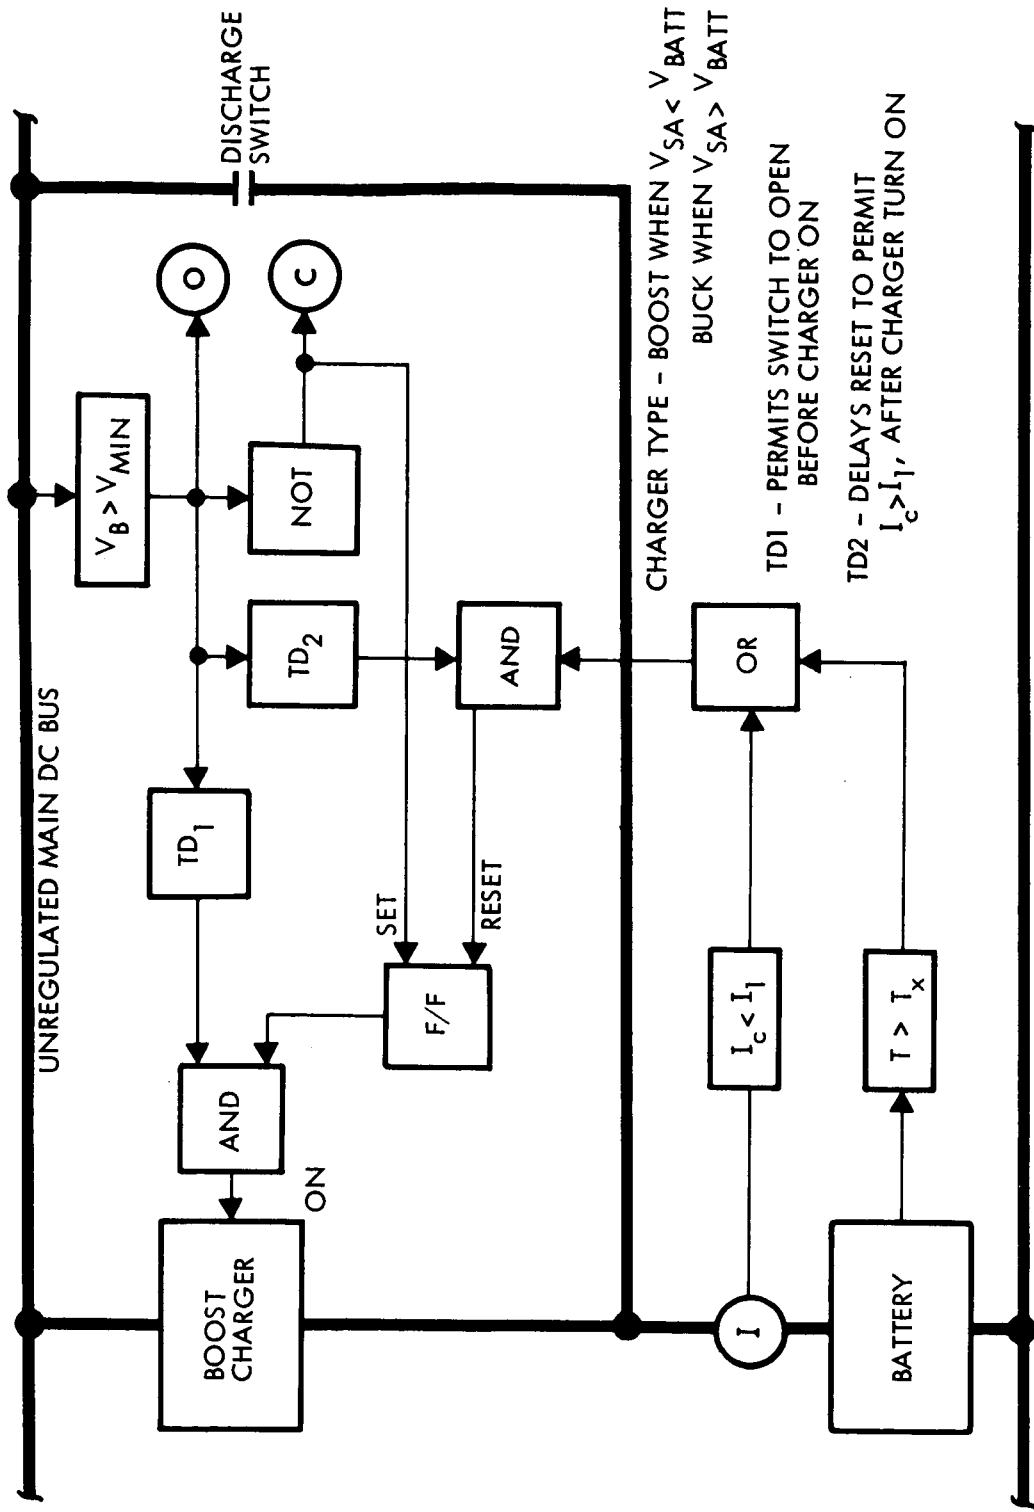 UNREGULATED MAIN DC BUS
DISCHARGE
SWITCH
V_B > V_MIN
O
C
NOT
TD_1
TD_2
AND
ON
BOOST
CHARGER
SET
RESET
F/F
AND
OR
I_c < I_1
T > T_x
I
BATTERY
CHARGER TYPE - BOOST WHEN V_SA < V_BATT
BUCK WHEN V_SA > V_BATT
TD1 - PERMITS SWITCH TO OPEN
BEFORE CHARGER ON
TD2 - DELAYS RESET TO PERMIT
I_c > I_1, AFTER CHARGER TURN ON